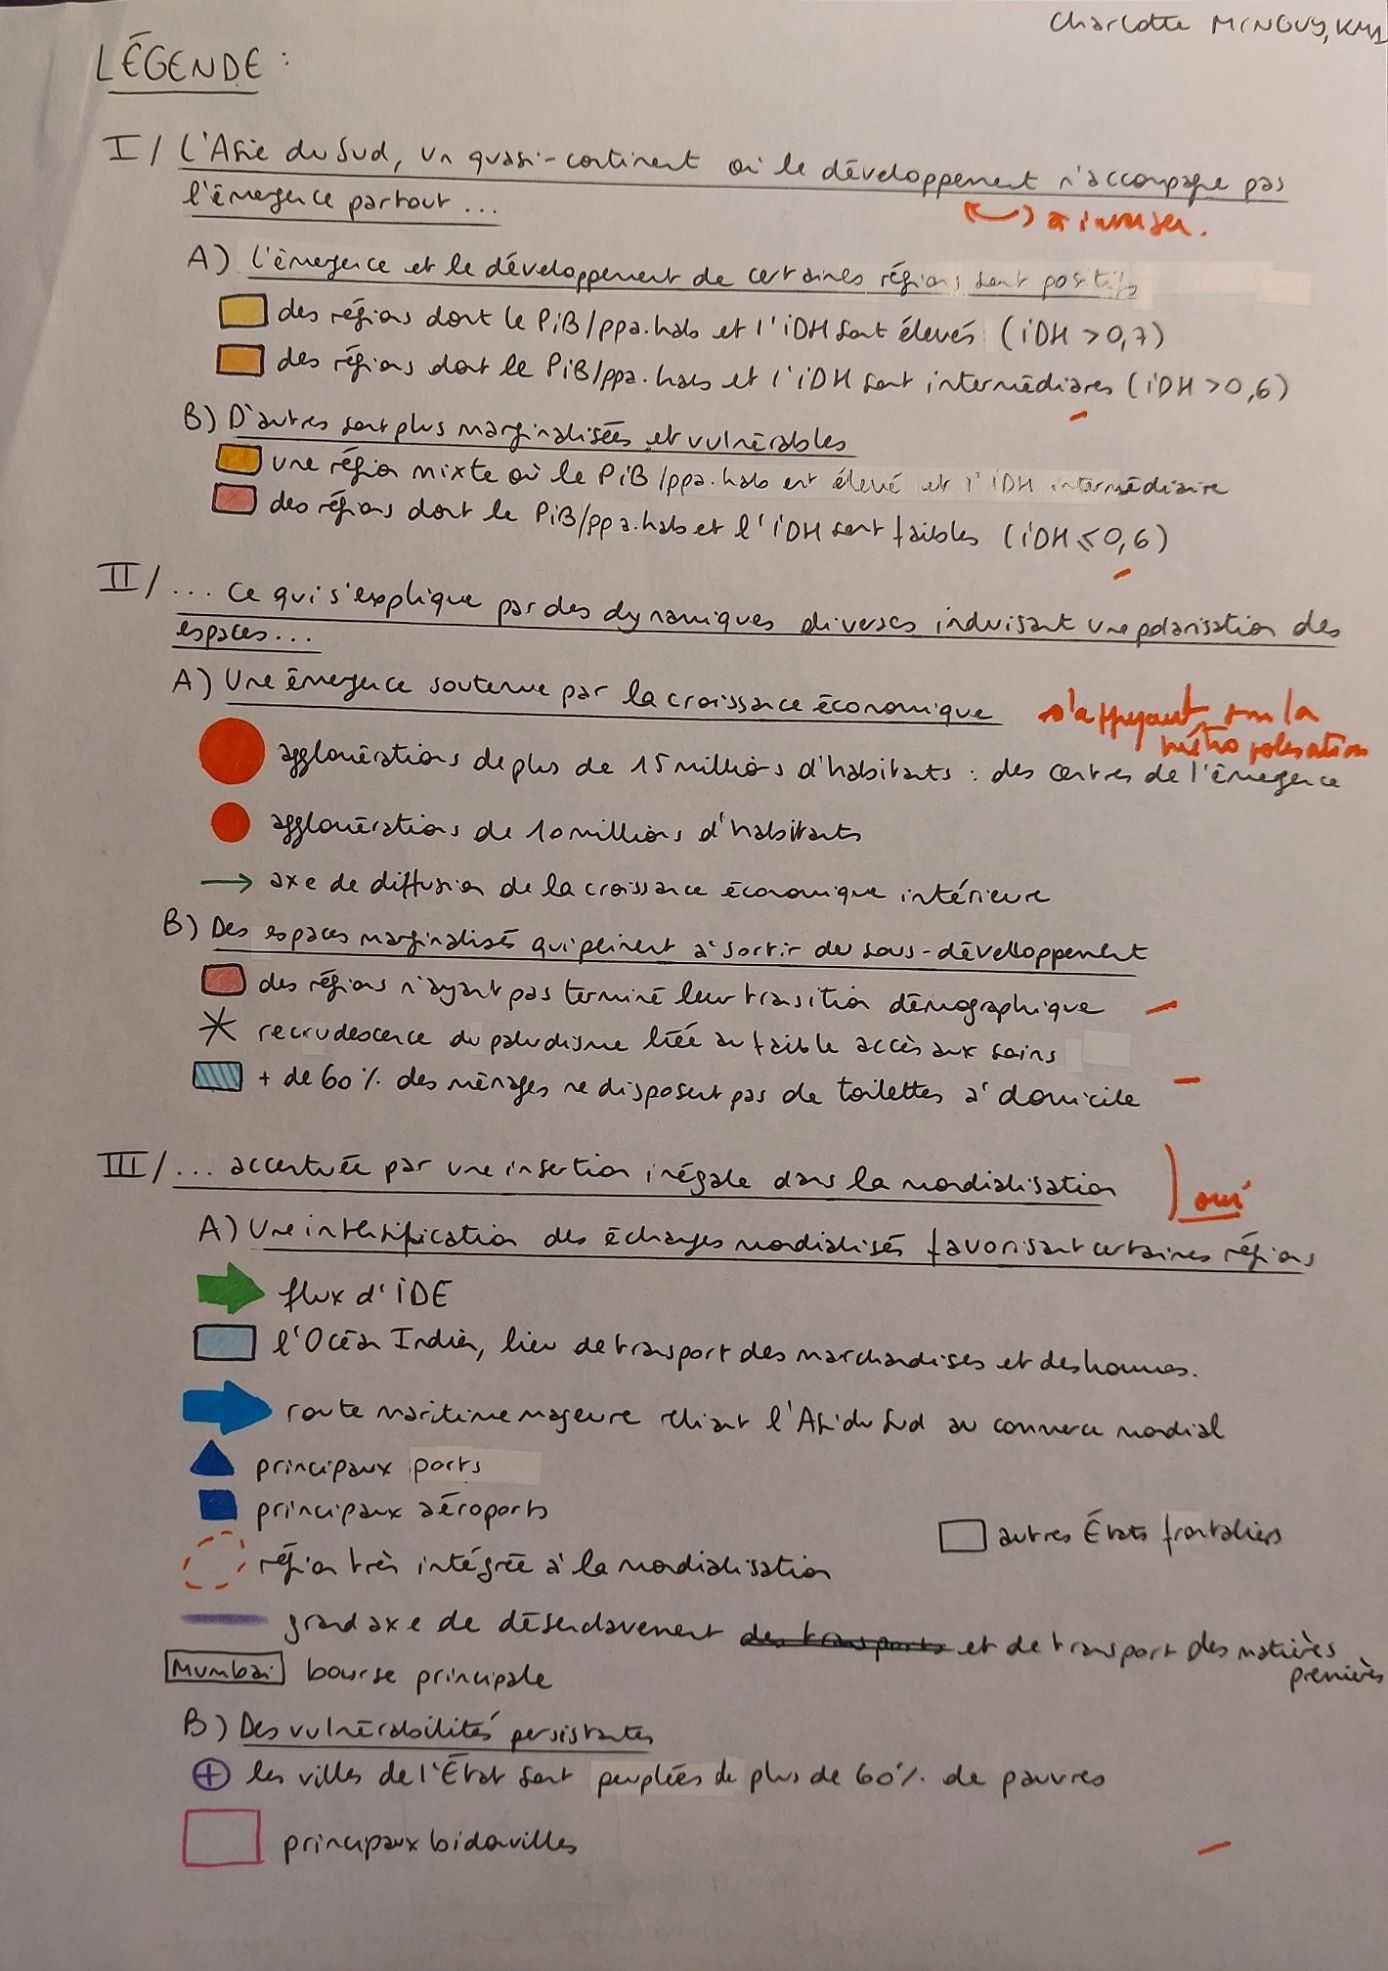 Charlotte MINGUY, KM1
LÉGENDE :
I/ L'Asie du Sud, un quasi-continent où le développement n'accompagne pas
l'émergence partout ...
à inverser.
A) L'émergence et le développement de certaines régions sont positifs
des régions dont le PiB/ppa.hab et l'iDH sont élevés (iDH > 0,7)
des régions dont le PiB/ppa.hab et l'iDH sont intermédiaires (iDH > 0,6)
B) D'autres sont plus marginalisées et vulnérables
une région mixte où le PiB/ppa.hab est élevé et l'iDH intermédiaire
des régions dont le PiB/ppa.hab et l'iDH sont faibles (iDH ⩽ 0,6)
II/ ... ce qui s'explique par des dynamiques diverses induisant une polarisation des
espaces...
A) Une émergence soutenue par la croissance économique s'appuyant sur la
métropolisation
agglomérations de plus de 15 millions d'habitants : des centres de l'émergence
agglomérations de 10 millions d'habitants
axe de diffusion de la croissance économique intérieure
B) Des espaces marginalisés qui peinent à sortir du sous-développement
des régions n'ayant pas terminé leur transition démographique
recrudescence du paludisme liée au faible accès aux soins
+ de 60 % des ménages ne disposent pas de toilettes à domicile
III/ ... accentuée par une insertion inégale dans la mondialisation
oui
A) Une intensification des échanges mondialisés favorisant certaines régions
flux d'IDE
l'Océan Indien, lieu de transport des marchandises et des hommes.
route maritime majeure reliant l'Asie du Sud au commerce mondial
principaux ports
principaux aéroports
autres États frontaliers
région très intégrée à la mondialisation
grand axe de désenclavement des transports et de transport des matières
premières
Mumbai bourse principale
B) Des vulnérabilités persistantes
les villes de l'État sont peuplées de plus de 60% de pauvres
principaux bidonvilles